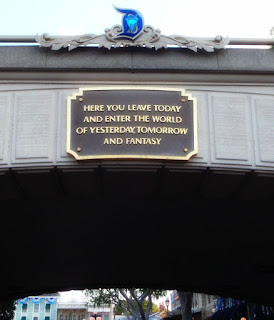 D
HERE YOU LEAVE TODAY
AND ENTER THE WORLD
OF YESTERDAY, TOMORROW
AND FANTASY